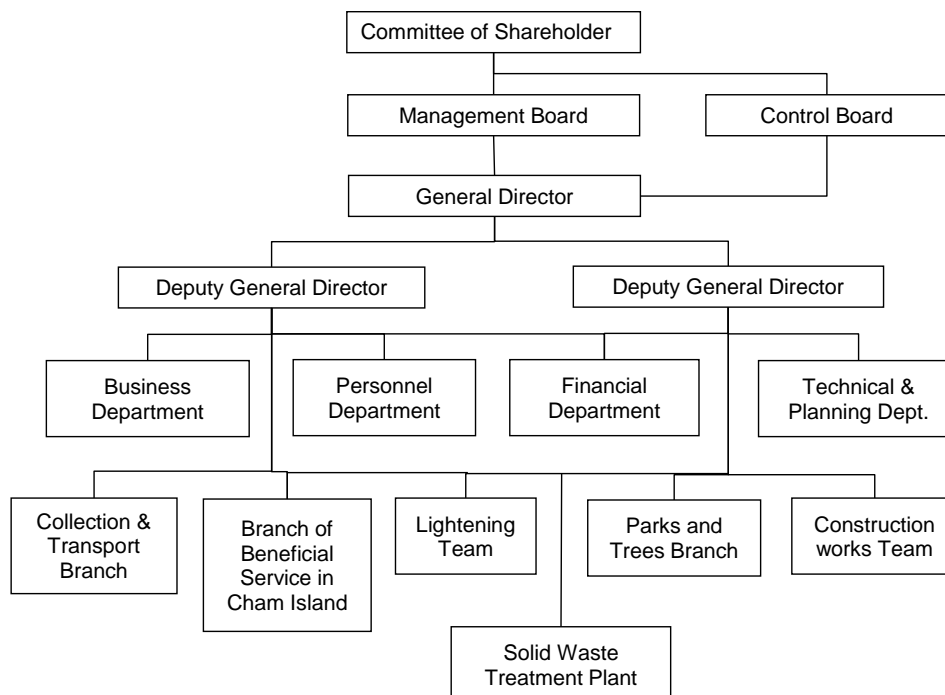 Committee of Shareholder
Management Board
Control Board
General Director
Deputy General Director
Deputy General Director
Business
Department
Personnel
Department
Financial
Department
Technical &
Planning Dept.
Collection &
Transport
Branch
Branch of
Beneficial
Service in
Cham Island
Lightening
Team
Parks and
Trees Branch
Construction
works Team
Solid Waste
Treatment Plant